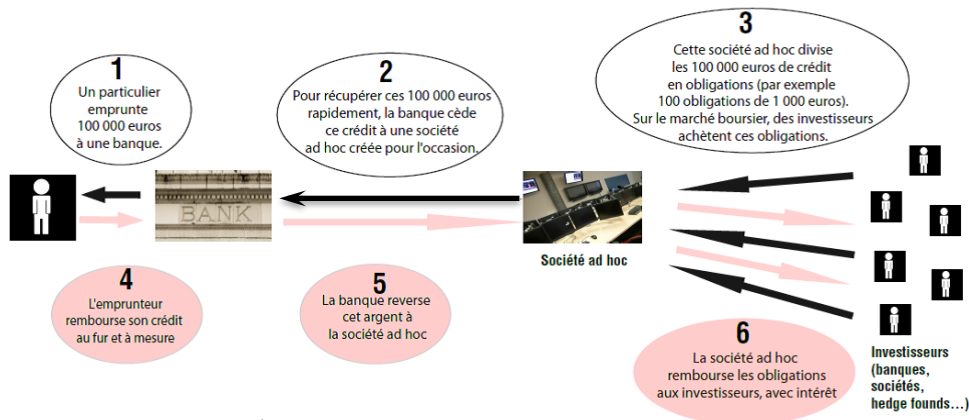 1
Un particulier
emprunte
100 000 euros
à une banque.
2
Pour récupérer ces 100 000 euros
rapidement, la banque cède
ce crédit à une société
ad hoc créée pour l'occasion.
3
Cette société ad hoc divise
les 100 000 euros de crédit
en obligations (par exemple
100 obligations de 1 000 euros).
Sur le marché boursier, des investisseurs
achètent ces obligations.
BANK
Société ad hoc
4
L'emprunteur
rembourse son crédit
au fur et à mesure
5
La banque reverse
cet argent à
la société ad hoc
6
La société ad hoc
rembourse les obligations
aux investisseurs, avec intérêt
Investisseurs
(banques,
sociétés,
hedge founds...)